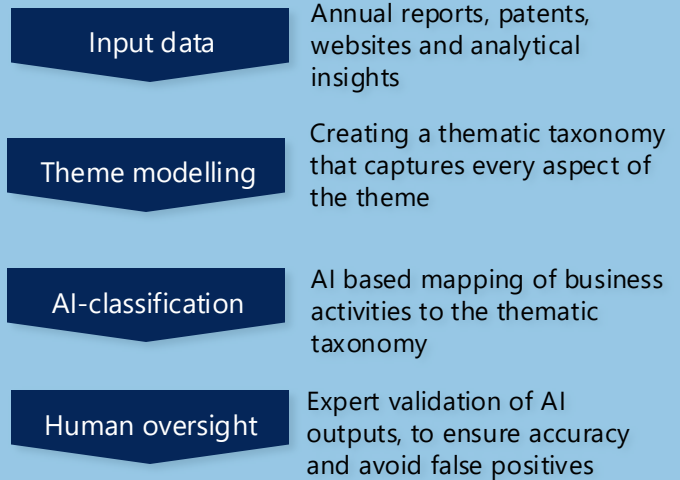 Input data
Annual reports, patents,
websites and analytical
insights
Theme modelling
Creating a thematic taxonomy
that captures every aspect of
the theme
AI-classification
AI based mapping of business
activities to the thematic
taxonomy
Human oversight
Expert validation of AI
outputs, to ensure accuracy
and avoid false positives